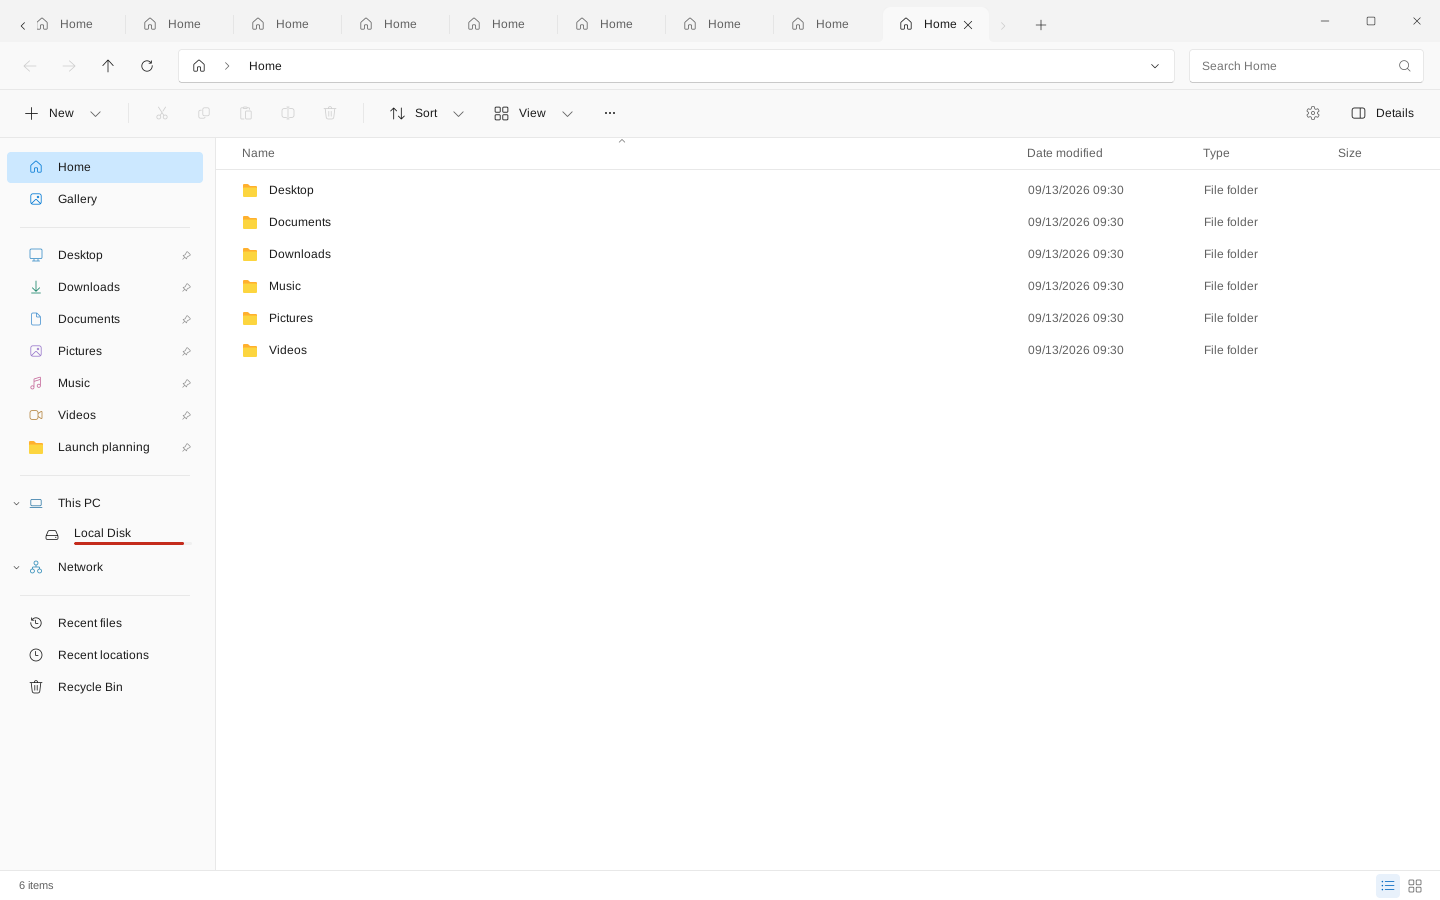 Home Home Home Home Home Home Home Home Home
Home Search Home
New Sort View Details
Name Date modified Type Size
Home
Gallery
Desktop
Downloads
Documents
Pictures
Music
Videos
Launch planning
This PC
Local Disk
Network
Recent files
Recent locations
Recycle Bin
Desktop 09/13/2026 09:30 File folder
Documents 09/13/2026 09:30 File folder
Downloads 09/13/2026 09:30 File folder
Music 09/13/2026 09:30 File folder
Pictures 09/13/2026 09:30 File folder
Videos 09/13/2026 09:30 File folder
6 items